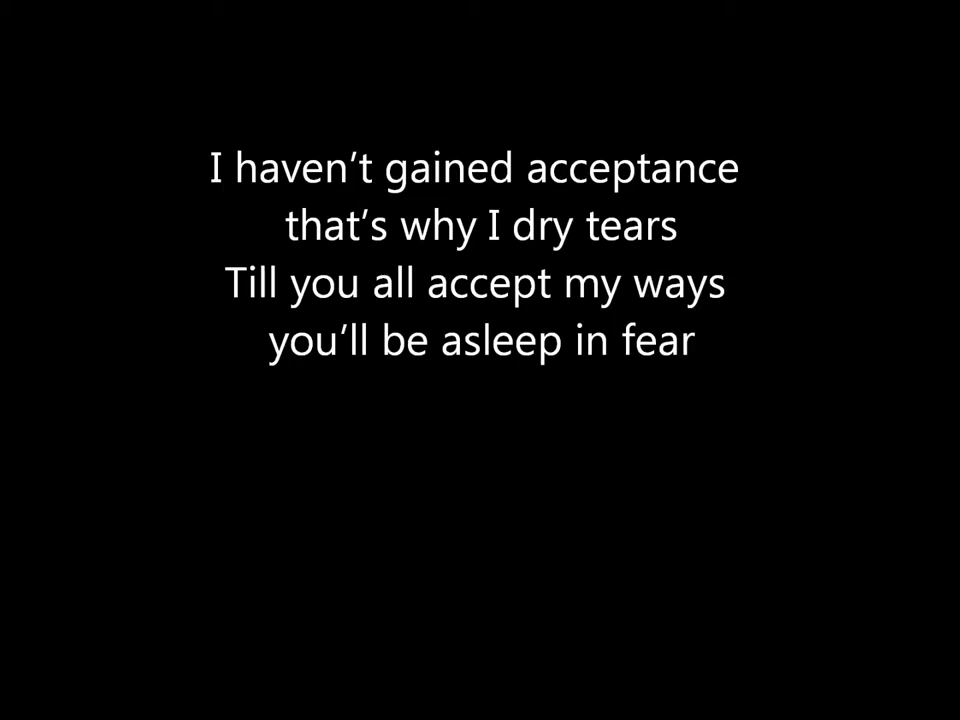 I haven’t gained acceptance
that’s why I dry tears
Till you all accept my ways
you’ll be asleep in fear